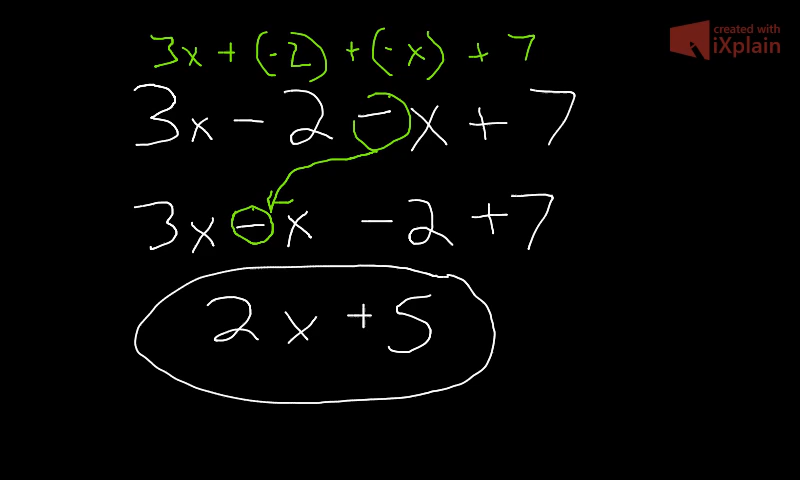 created with
iXplain
3x + (-2) + (-x) + 7
3x - 2 - x + 7
3x - x - 2 + 7
2x + 5